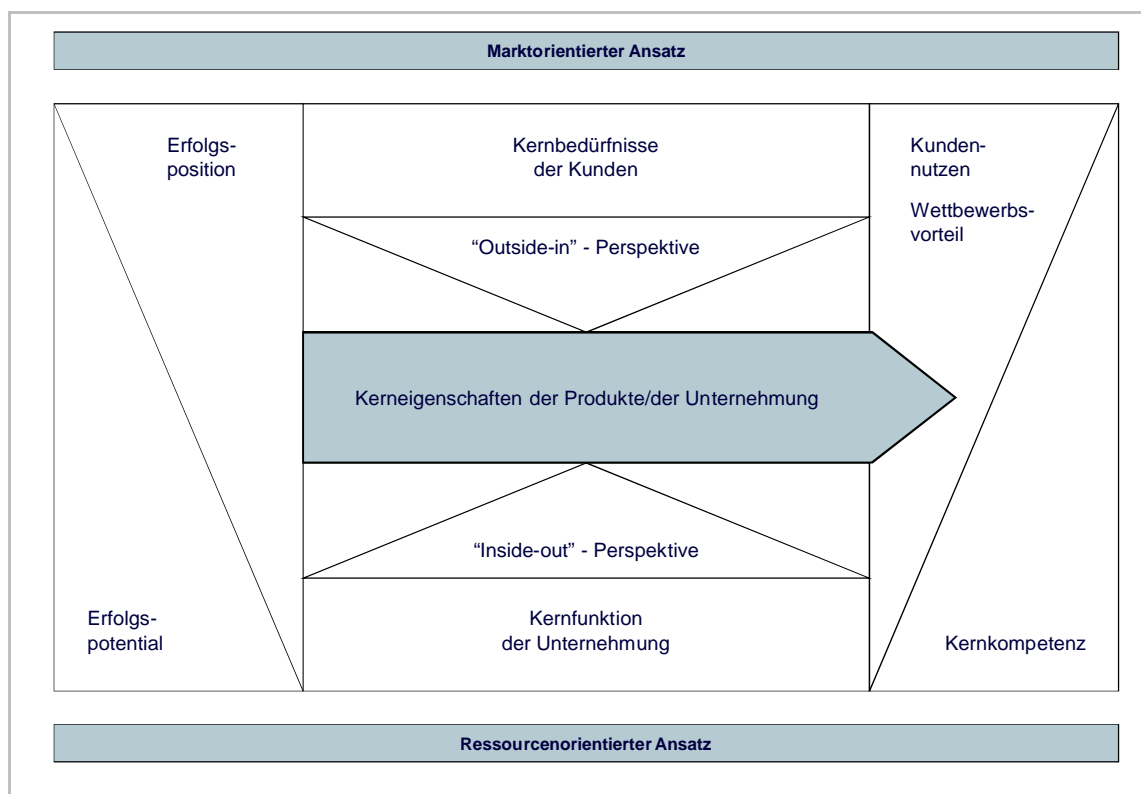 Marktorientierter Ansatz
Erfolgs-
position
Kernbedürfnisse
der Kunden
Kunden-
nutzen
Wettbewerbs-
vorteil
“Outside-in” - Perspektive
Kerneigenschaften der Produkte/der Unternehmung
“Inside-out” - Perspektive
Erfolgs-
potential
Kernfunktion
der Unternehmung
Kernkompetenz
Ressourcenorientierter Ansatz